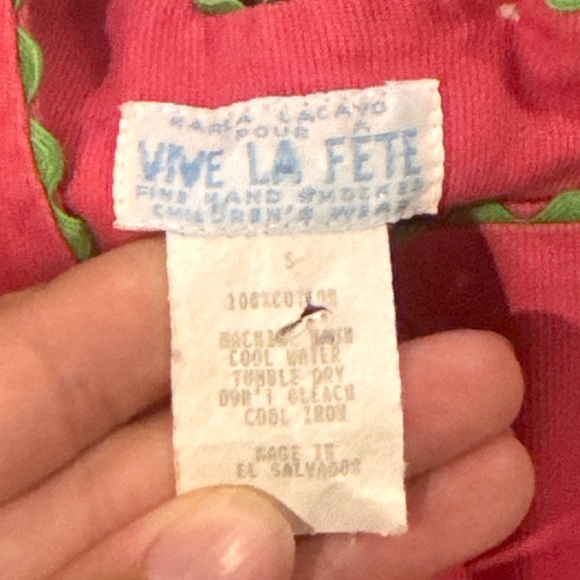 KARLA LACAYO
POUR
VIVE LA FÊTE
FINE HAND SMOCKED
CHILDREN'S WEAR
S
100%COTTON
MACHINE WASH
COOL WATER
TUMBLE DRY
DON'T BLEACH
COOL IRON
MADE IN
EL SALVADOR